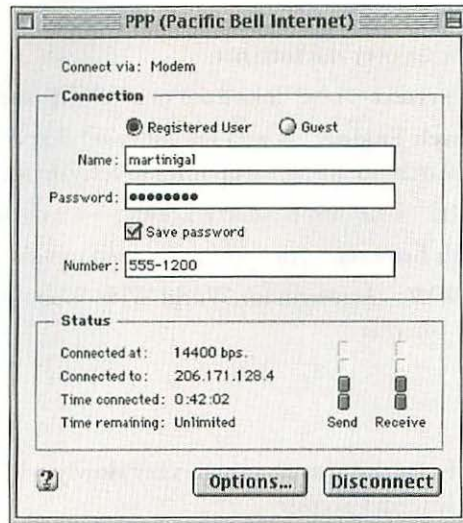 PPP (Pacific Bell Internet)
Connect via: Modem
Connection
Registered User Guest
Name: martinigal
Password: ●●●●●●●●
Save password
Number: 555-1200
Status
Connected at: 14400 bps.
Connected to: 206.171.128.4
Time connected: 0:42:02
Time remaining: Unlimited
Send Receive
? Options... Disconnect